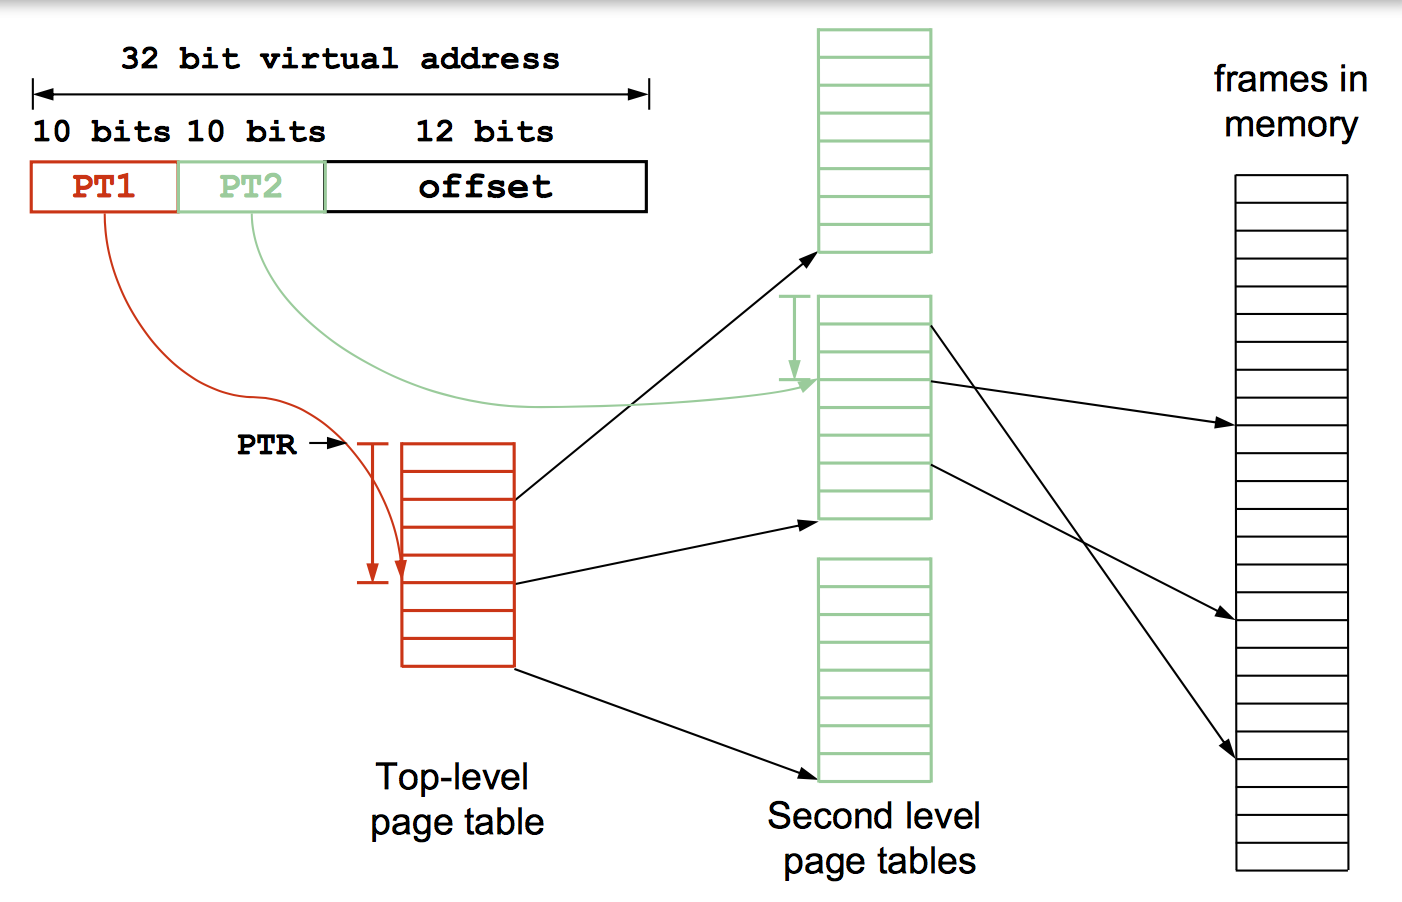 32 bit virtual address
10 bits 10 bits 12 bits
PT1 PT2 offset
PTR
Top-level
page table
Second level
page tables
frames in
memory